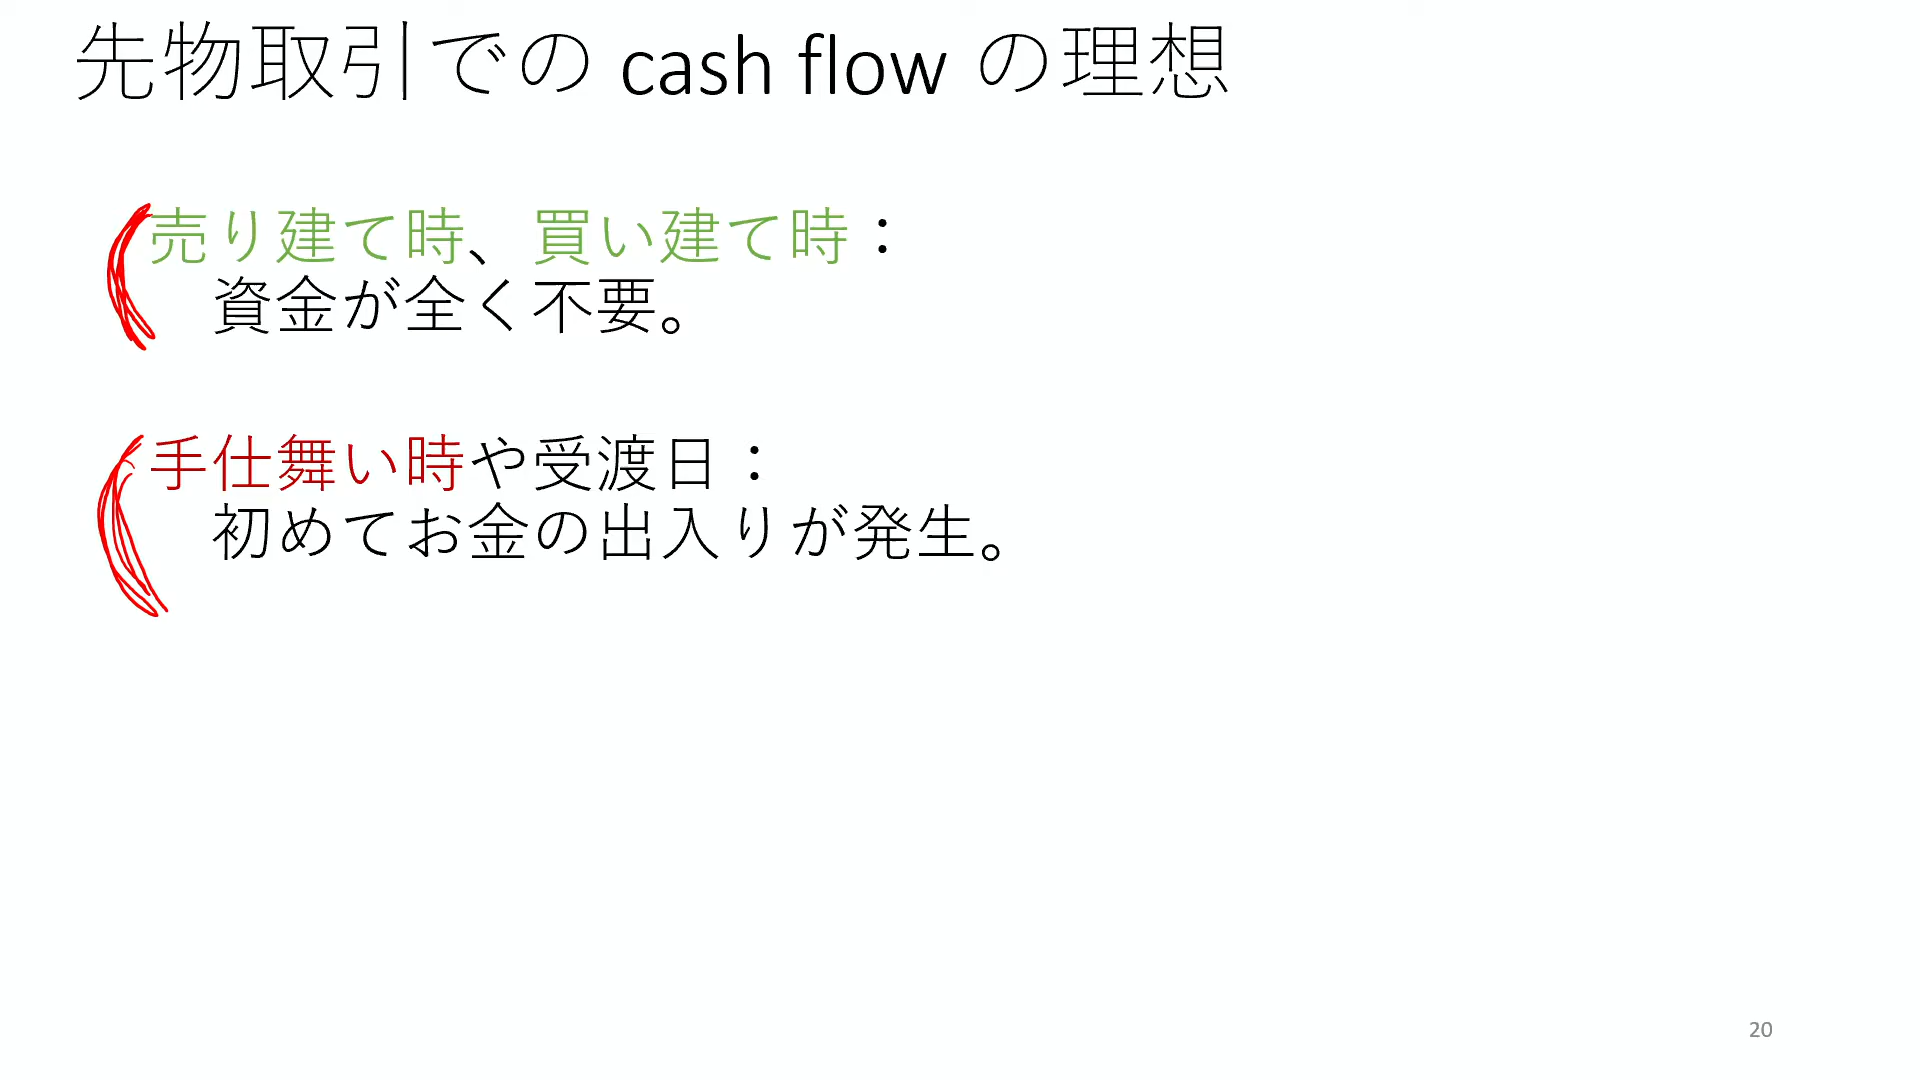 先物取引での cash flow の理想
売り建て時、買い建て時：
資金が全く不要。
手仕舞い時や受渡日：
初めてお金の出入りが発生。
20